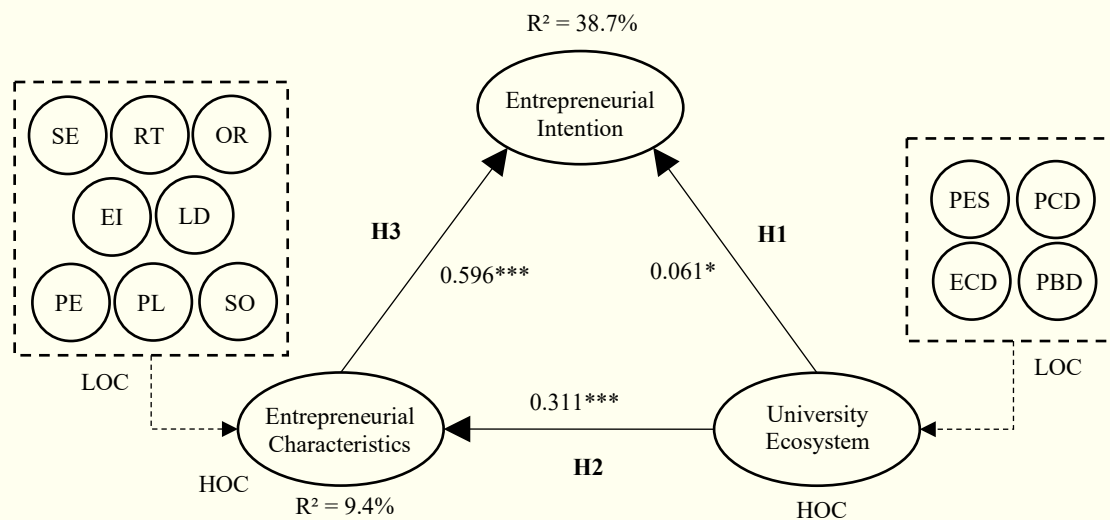 R² = 38.7%
Entrepreneurial
Intention
SE RT OR
EI LD
PE PL SO
LOC
PES PCD
ECD PBD
LOC
H3
0.596***
H1
0.061*
0.311***
H2
Entrepreneurial
Characteristics
HOC
R² = 9.4%
University
Ecosystem
HOC